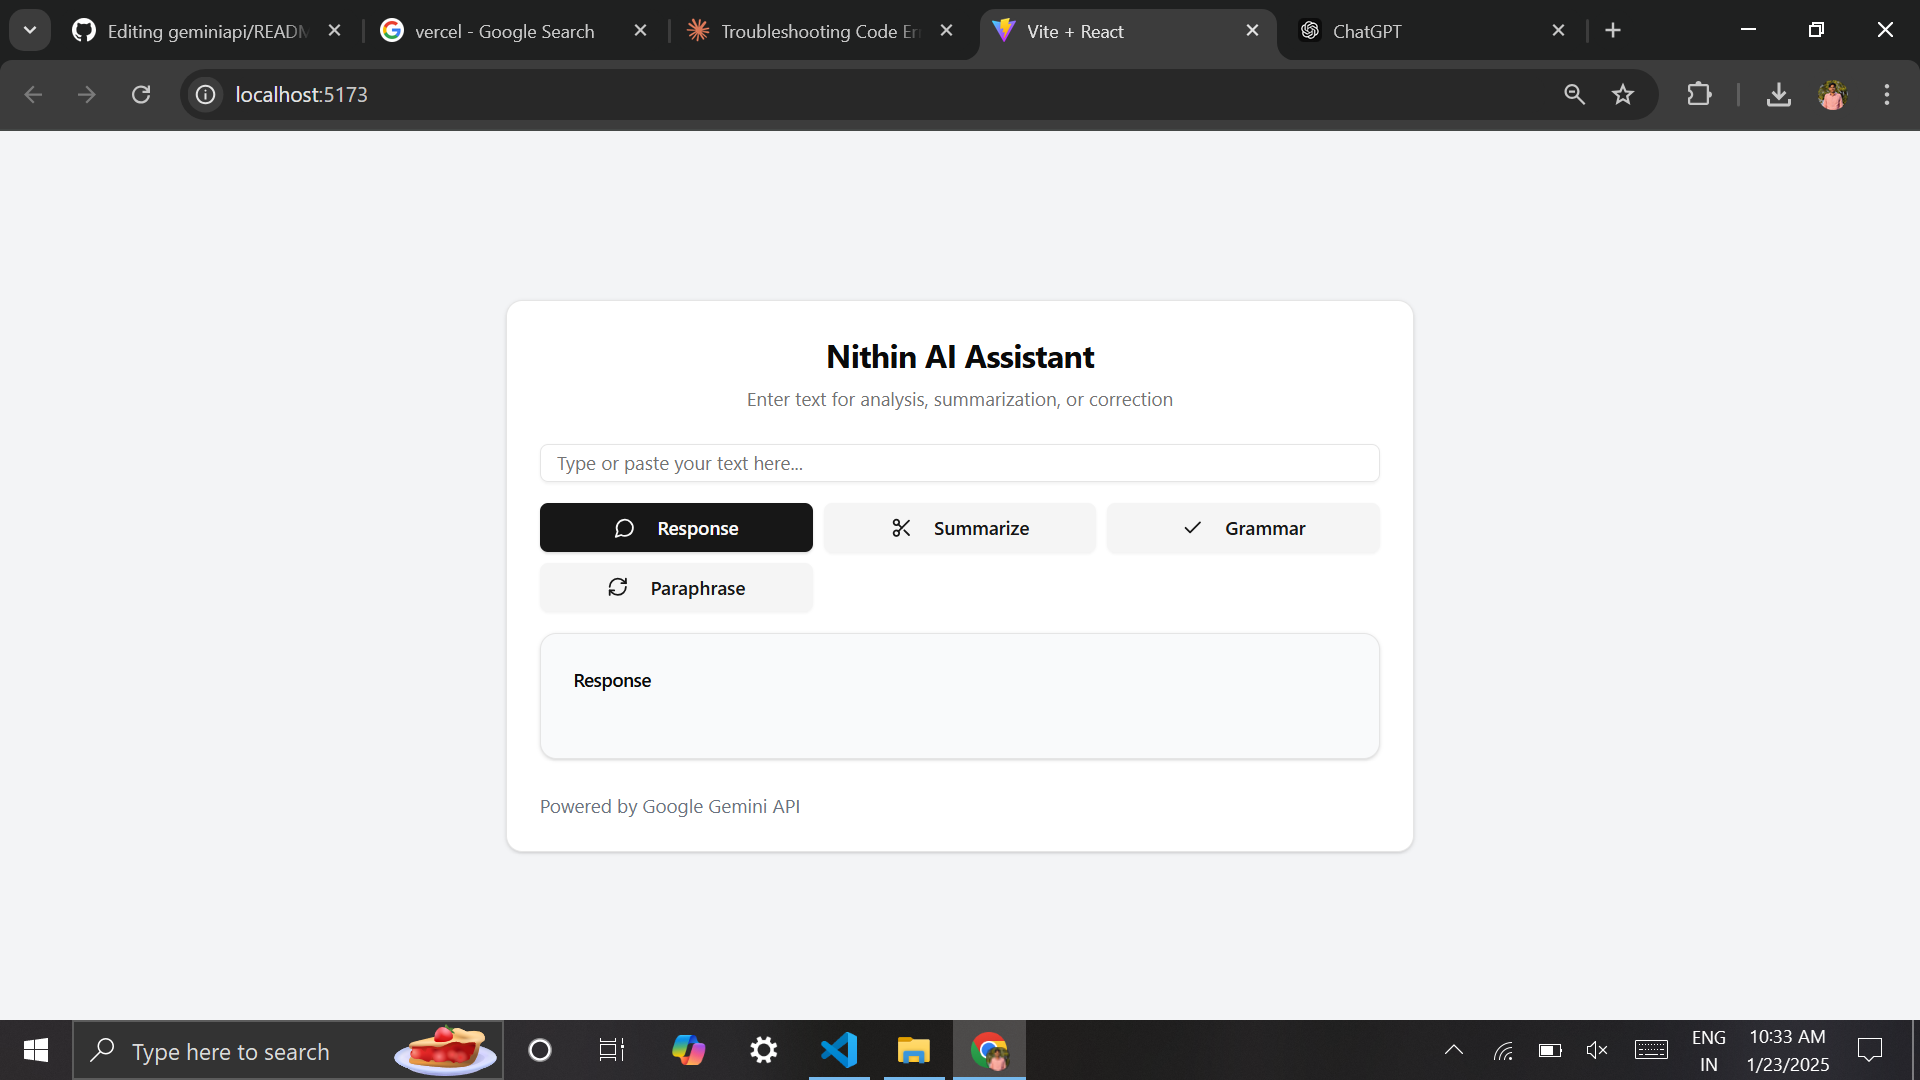 Editing geminiapi/READM
vercel - Google Search
Troubleshooting Code Err
Vite + React
ChatGPT
localhost:5173
Nithin AI Assistant
Enter text for analysis, summarization, or correction
Type or paste your text here...
Response
Summarize
Grammar
Paraphrase
Response
Powered by Google Gemini API
Type here to search
ENG
IN
10:33 AM
1/23/2025